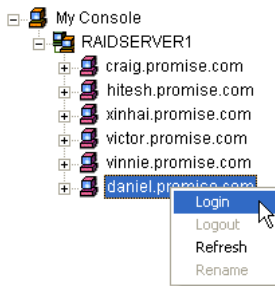 My Console
RAIDSERVER1
craig.promise.com
hitesh.promise.com
xinhai.promise.com
victor.promise.com
vinnie.promise.com
daniel.promise.com
Login
Logout
Refresh
Rename